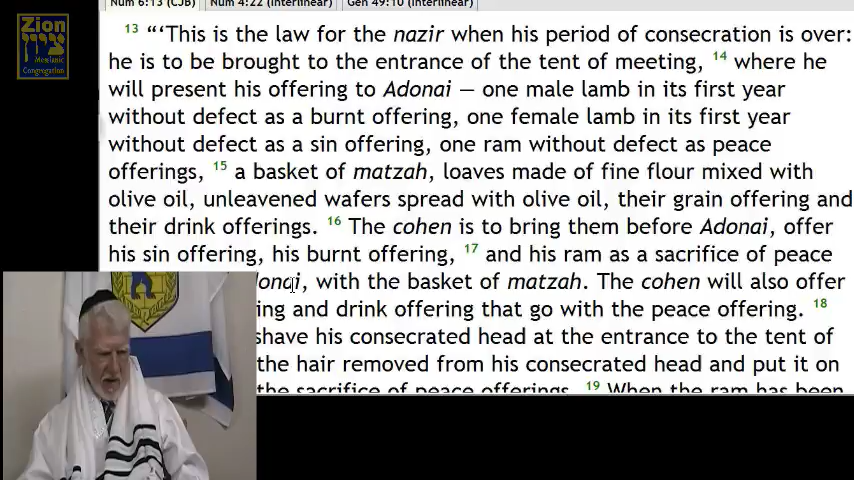 Num 6:13 (CJB) Num 4:22 (Interlinear) Gen 49:10 (Interlinear)
Zion
ציון
Messianic
Congregation
13 “‘This is the law for the nazir when his period of consecration is over:
he is to be brought to the entrance of the tent of meeting, 14 where he
will present his offering to Adonai — one male lamb in its first year
without defect as a burnt offering, one female lamb in its first year
without defect as a sin offering, one ram without defect as peace
offerings, 15 a basket of matzah, loaves made of fine flour mixed with
olive oil, unleavened wafers spread with olive oil, their grain offering and
their drink offerings. 16 The cohen is to bring them before Adonai, offer
his sin offering, his burnt offering, 17 and his ram as a sacrifice of peace
donai, with the basket of matzah. The cohen will also offer
ing and drink offering that go with the peace offering. 18
shave his consecrated head at the entrance to the tent of
the hair removed from his consecrated head and put it on
the sacrifice of peace offerings. 19 When the ram has been